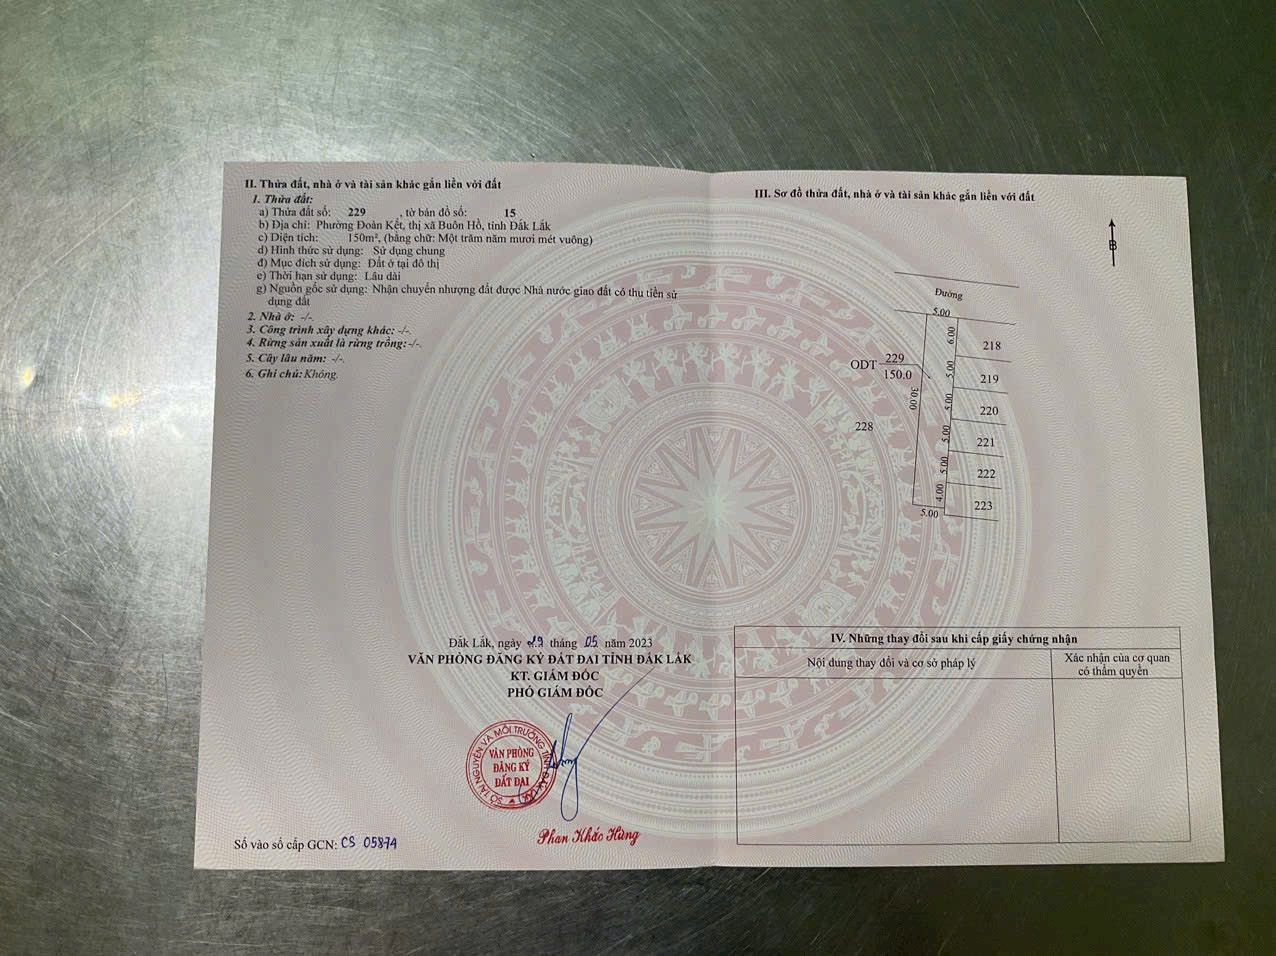 II. Thửa đất, nhà ở và tài sản khác gắn liền với đất
1. Thửa đất:
a) Thửa đất số: 229 , tờ bản đồ số: 15
b) Địa chỉ: Phường Đoàn Kết, thị xã Buôn Hồ, tỉnh Đắk Lắk
c) Diện tích: 150m², (bằng chữ: Một trăm năm mươi mét vuông)
d) Hình thức sử dụng: Sử dụng chung
đ) Mục đích sử dụng: Đất ở tại đô thị
e) Thời hạn sử dụng: Lâu dài
g) Nguồn gốc sử dụng: Nhận chuyển nhượng đất được Nhà nước giao đất có thu tiền sử
dụng đất
2. Nhà ở: -/-.
3. Công trình xây dựng khác: -/-.
4. Rừng sản xuất là rừng trồng:-/-.
5. Cây lâu năm: -/-.
6. Ghi chú: Không.
Đắk Lắk, ngày 29 tháng 05 năm 2023
VĂN PHÒNG ĐĂNG KÝ ĐẤT ĐAI TỈNH ĐẮK LẮK
KT. GIÁM ĐỐC
PHÓ GIÁM ĐỐC
SỞ TÀI NGUYÊN VÀ MÔI TRƯỜNG TỈNH ĐẮK LẮK
VĂN PHÒNG
ĐĂNG KÝ
ĐẤT ĐAI
Phan Khắc Hùng
Số vào sổ cấp GCN: CS 05874
III. Sơ đồ thửa đất, nhà ở và tài sản khác gắn liền với đất
B
Đường
5.00
6.00
218
ODT
229
150.0
5.00
219
30.00
5.00
220
228
5.00
221
5.00
222
4.00
223
5.00
IV. Những thay đổi sau khi cấp giấy chứng nhận
Nội dung thay đổi và cơ sở pháp lý
Xác nhận của cơ quan
có thẩm quyền